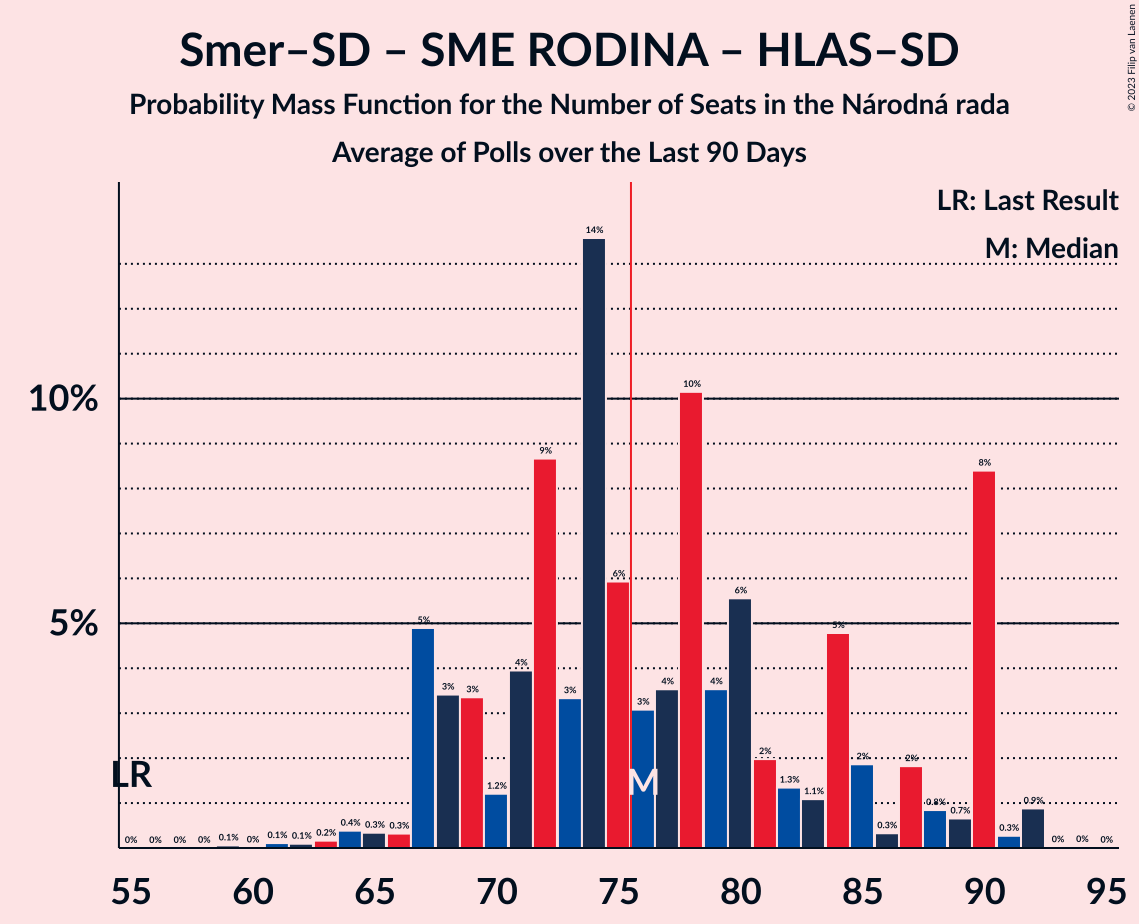 Smer–SD – SME RODINA – HLAS–SD
Probability Mass Function for the Number of Seats in the Národná rada
Average of Polls over the Last 90 Days
© 2023 Filip van Laenen
LR: Last Result
M: Median
10%
5%
LR
M
0% 0% 0% 0% 0.1% 0% 0.1% 0.1% 0.2% 0.4% 0.3% 0.3% 5% 3% 3% 1.2% 4% 9% 3% 14% 6% 3% 4% 10% 4% 6% 2% 1.3% 1.1% 5% 2% 0.3% 2% 0.8% 0.7% 8% 0.3% 0.9% 0% 0% 0%
55 60 65 70 75 80 85 90 95